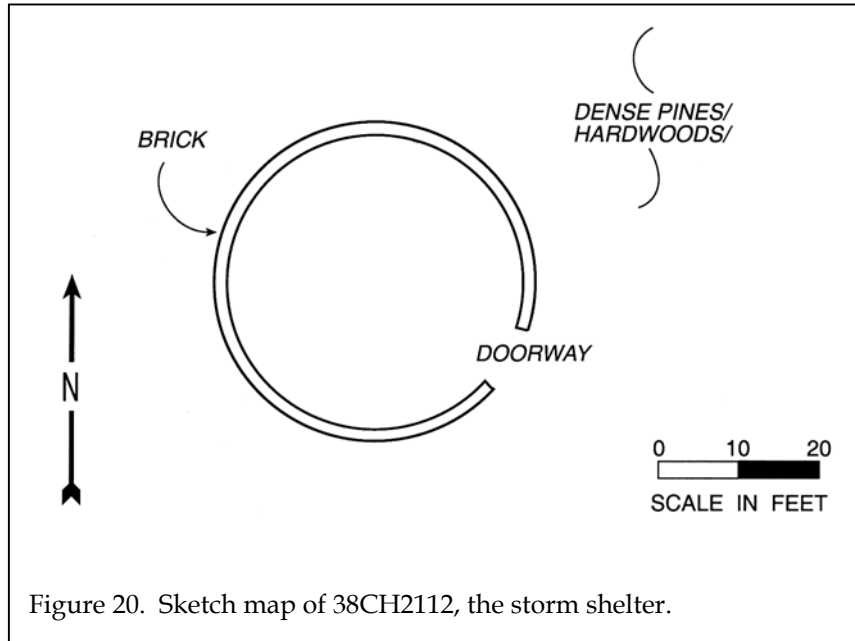 BRICK
DENSE PINES/
HARDWOODS/
DOORWAY
N
0 10 20
SCALE IN FEET
Figure 20. Sketch map of 38CH2112, the storm shelter.